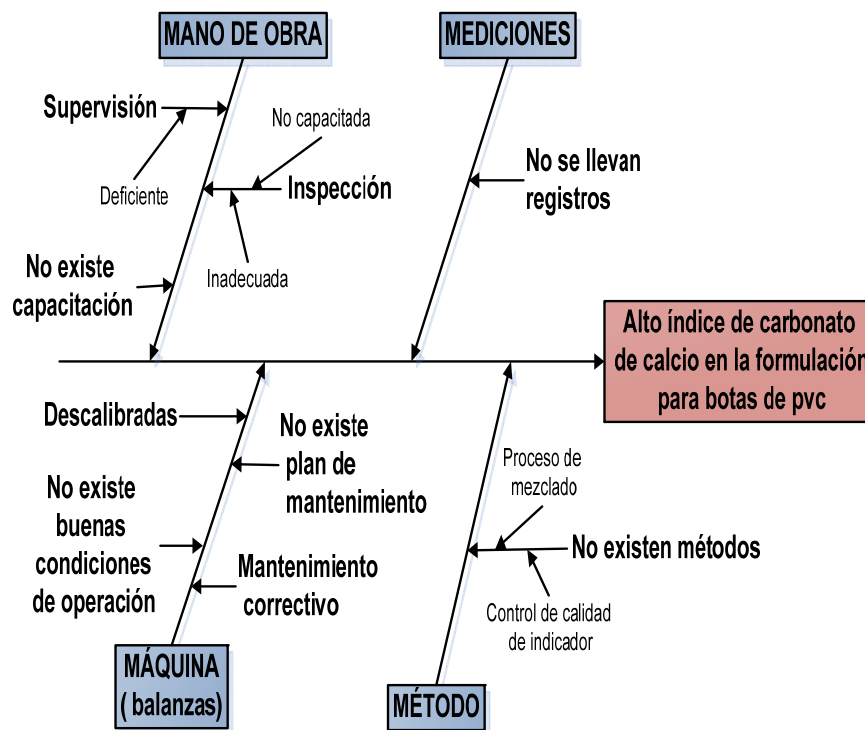 MANO DE OBRA
MEDICIONES
Supervisión
No capacitada
Deficiente
Inspección
Inadecuada
No existe
capacitación
No se llevan
registros
Alto índice de carbonato
de calcio en la formulación
para botas de pvc
Descalibradas
No existe
plan de
mantenimiento
No existe
buenas
condiciones
de operación
Mantenimiento
correctivo
Proceso de
mezclado
No existen métodos
Control de calidad
de indicador
MÁQUINA
( balanzas)
MÉTODO